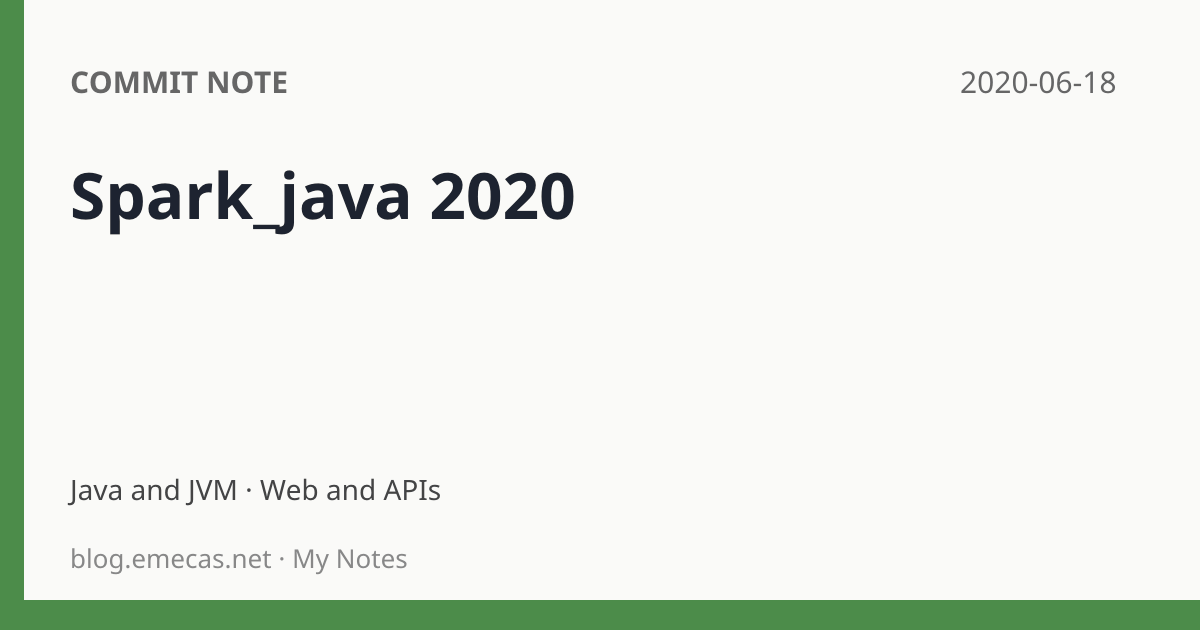 COMMIT NOTE
2020-06-18
Spark_java 2020
Java and JVM · Web and APIs
blog.emecas.net · My Notes